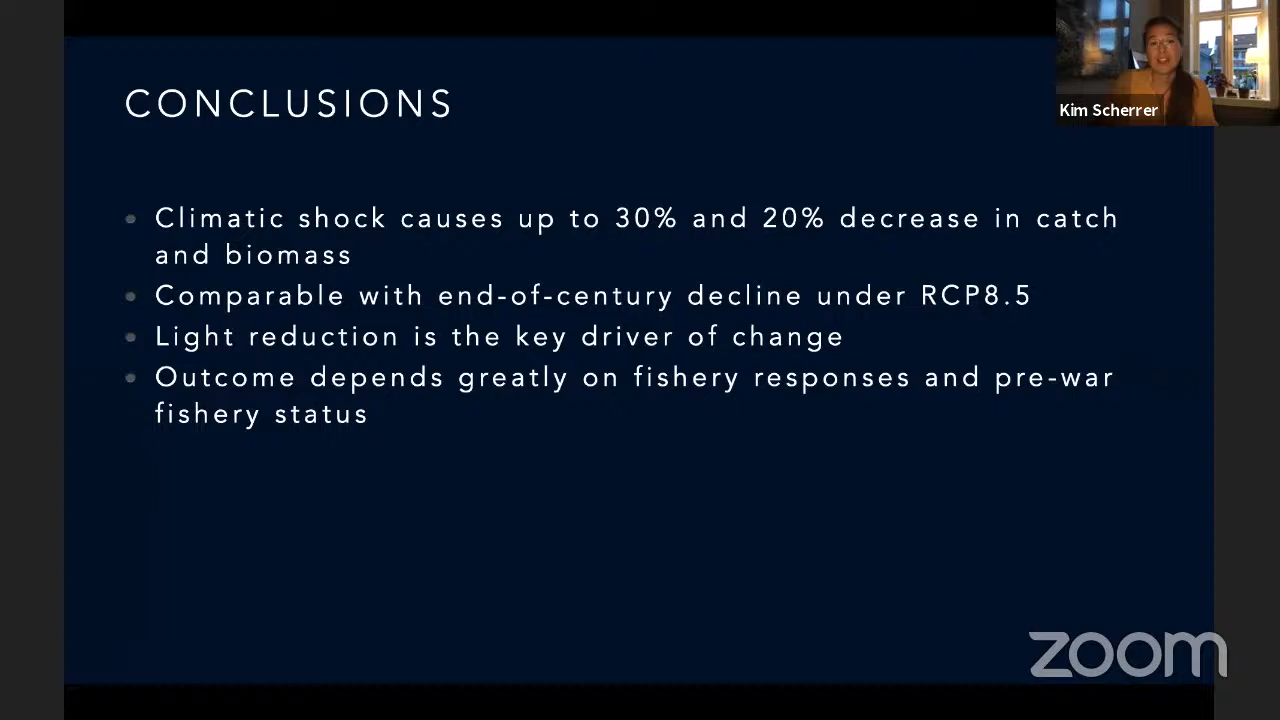 CONCLUSIONS
Kim Scherrer
Climatic shock causes up to 30% and 20% decrease in catch
and biomass
Comparable with end-of-century decline under RCP8.5
Light reduction is the key driver of change
Outcome depends greatly on fishery responses and pre-war
fishery status
zoom